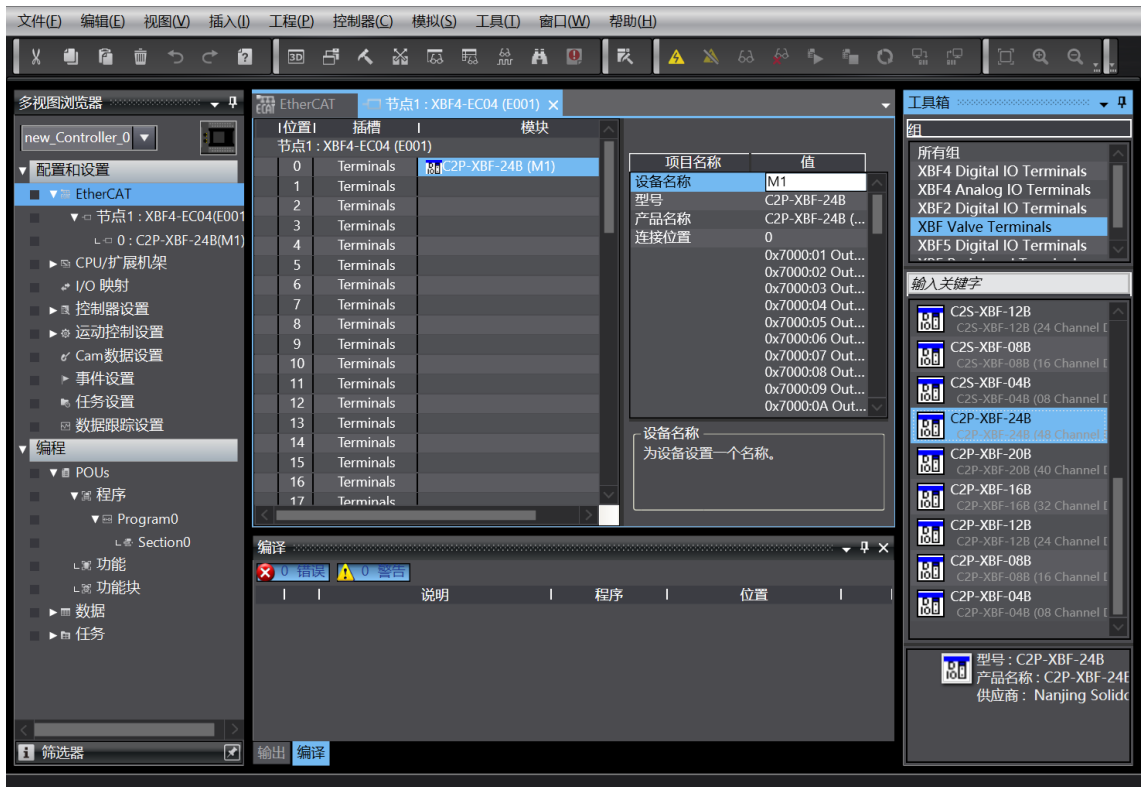 文件(F) 编辑(E) 视图(V) 插入(I) 工程(P) 控制器(C) 模拟(S) 工具(T) 窗口(W) 帮助(H)
3D
多视图浏览器
new_Controller_0
配置和设置
EtherCAT
节点1 : XBF4-EC04(E001
0 : C2P-XBF-24B(M1)
CPU/扩展机架
I/O 映射
控制器设置
运动控制设置
Cam数据设置
事件设置
任务设置
数据跟踪设置
编程
POUs
程序
Program0
Section0
功能
功能块
数据
任务
筛选器
EtherCAT 节点1 : XBF4-EC04 (E001)
位置 插槽 模块
节点1 : XBF4-EC04 (E001)
0 Terminals C2P-XBF-24B (M1)
1 Terminals
2 Terminals
3 Terminals
4 Terminals
5 Terminals
6 Terminals
7 Terminals
8 Terminals
9 Terminals
10 Terminals
11 Terminals
12 Terminals
13 Terminals
14 Terminals
15 Terminals
16 Terminals
17 Terminals
项目名称 值
设备名称 M1
型号 C2P-XBF-24B
产品名称 C2P-XBF-24B (...
连接位置 0
0x7000:01 Out...
0x7000:02 Out...
0x7000:03 Out...
0x7000:04 Out...
0x7000:05 Out...
0x7000:06 Out...
0x7000:07 Out...
0x7000:08 Out...
0x7000:09 Out...
0x7000:0A Out...
设备名称
为设备设置一个名称。
编译
0 错误 0 警告
说明 程序 位置
输出 编译
工具箱
组
所有组
XBF4 Digital IO Terminals
XBF4 Analog IO Terminals
XBF2 Digital IO Terminals
XBF Valve Terminals
XBF5 Digital IO Terminals
输入关键字
C2S-XBF-12B
C2S-XBF-12B (24 Channel
C2S-XBF-08B
C2S-XBF-08B (16 Channel
C2S-XBF-04B
C2S-XBF-04B (08 Channel
C2P-XBF-24B
C2P-XBF-24B (48 Channel
C2P-XBF-20B
C2P-XBF-20B (40 Channel
C2P-XBF-16B
C2P-XBF-16B (32 Channel
C2P-XBF-12B
C2P-XBF-12B (24 Channel
C2P-XBF-08B
C2P-XBF-08B (16 Channel
C2P-XBF-04B
C2P-XBF-04B (08 Channel
型号 : C2P-XBF-24B
产品名称 : C2P-XBF-24B
供应商 : Nanjing Solidc